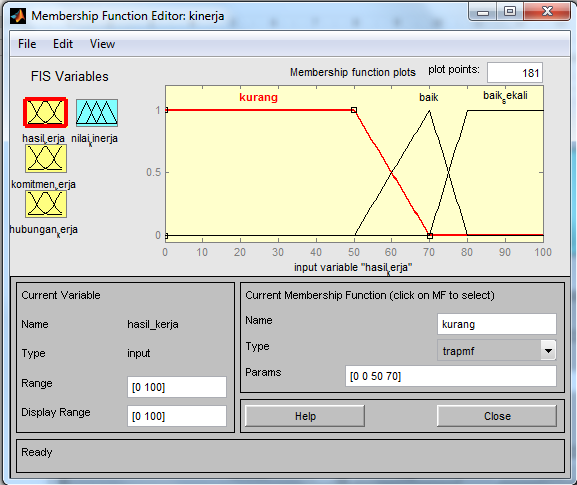 Membership Function Editor: kinerja
File Edit View
FIS Variables
hasil_kerja nilai_kinerja
komitmen_kerja
hubungan_kerja
Membership function plots plot points: 181
kurang baik baik_sekali
1
0.5
0
0 10 20 30 40 50 60 70 80 90 100
input variable "hasil_kerja"
Current Variable
Name hasil_kerja
Type input
Range [0 100]
Display Range [0 100]
Current Membership Function (click on MF to select)
Name kurang
Type trapmf
Params [0 0 50 70]
Help Close
Ready